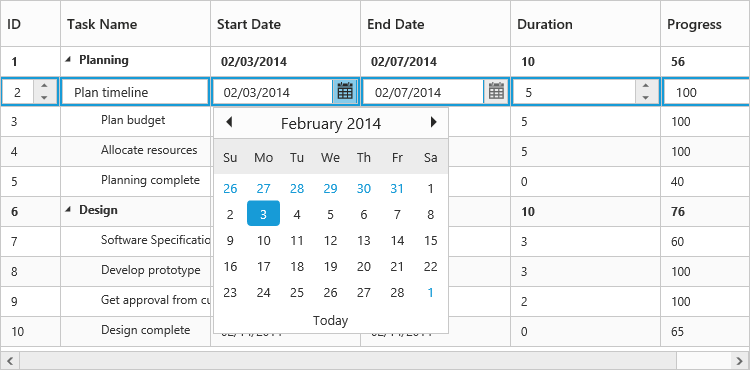 ID Task Name Start Date End Date Duration Progress
1 Planning 02/03/2014 02/07/2014 10 56
2 Plan timeline 02/03/2014 02/07/2014 5 100
3 Plan budget 5 100
4 Allocate resources 5 100
5 Planning complete 0 40
6 Design 10 76
7 Software Specification 3 60
8 Develop prototype 3 100
9 Get approval from cu 2 100
10 Design complete 0 65
February 2014
Su Mo Tu We Th Fr Sa
26 27 28 29 30 31 1
2 3 4 5 6 7 8
9 10 11 12 13 14 15
16 17 18 19 20 21 22
23 24 25 26 27 28 1
Today